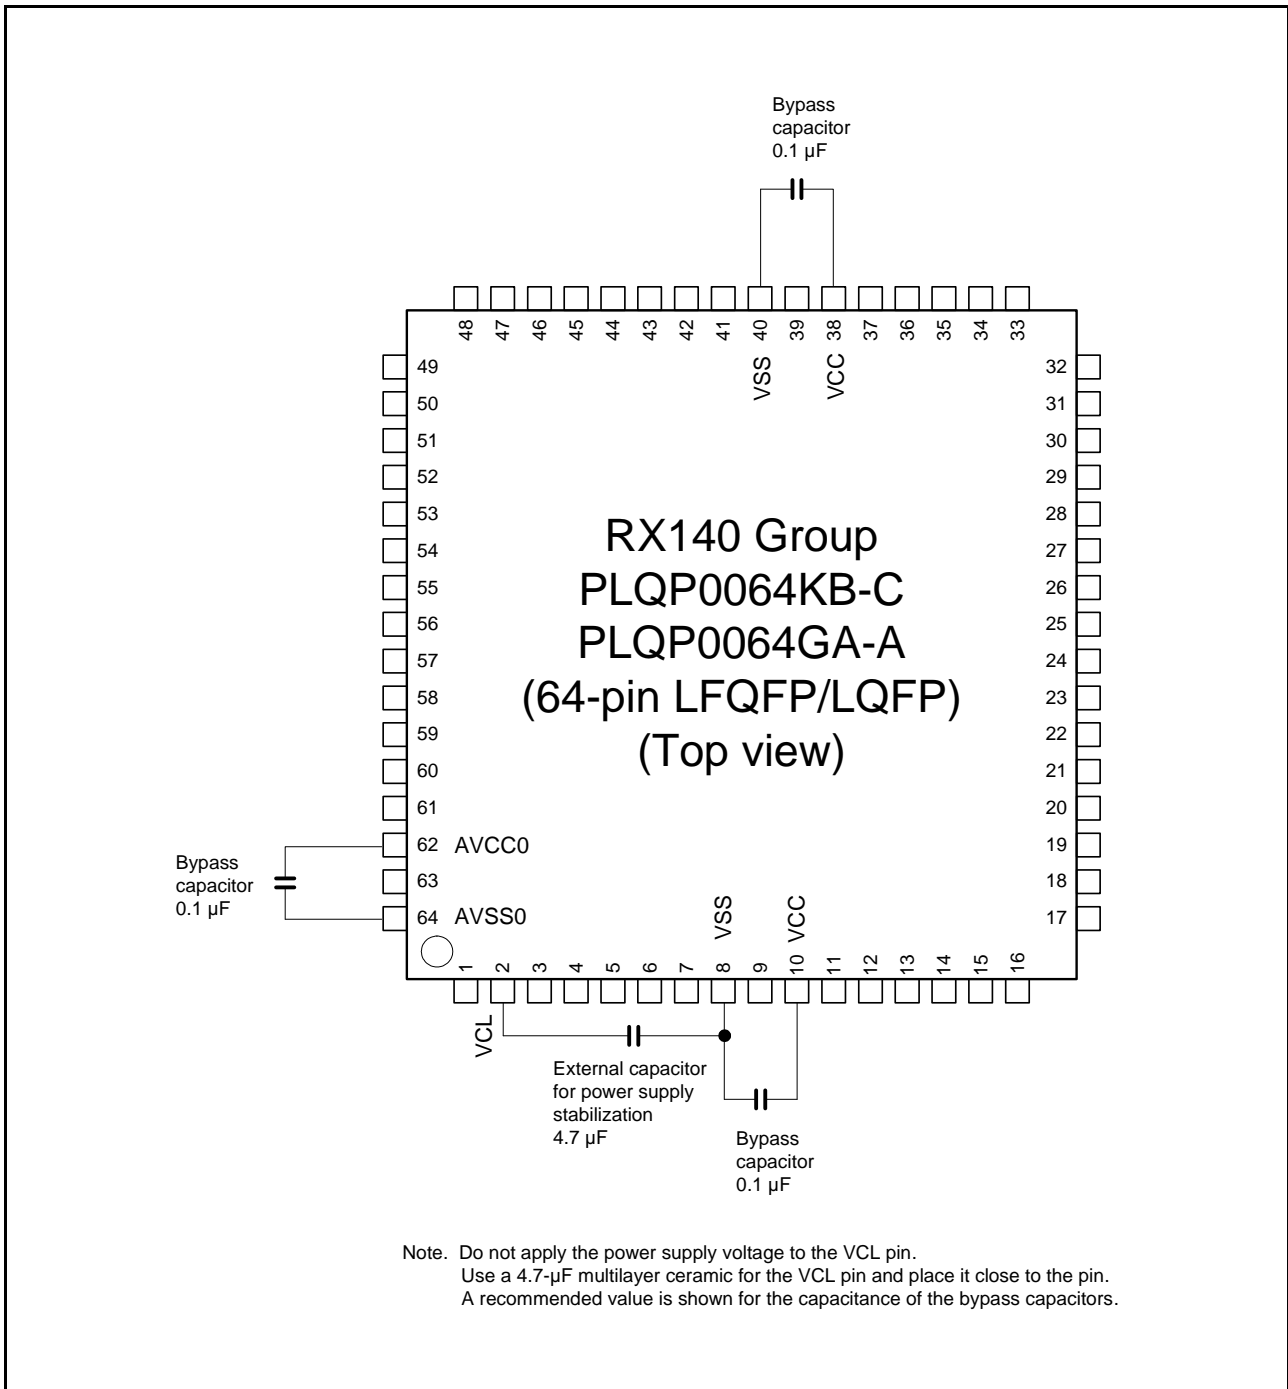 Bypass
capacitor
0.1 µF
48 47 46 45 44 43 42 41 40 39 38 37 36 35 34 33
VSS VCC
49 32
50 31
51 30
52 29
53 28
54 27
55 26
56 25
57 24
58 23
59 22
60 21
61 20
62 AVCC0 19
63 18
64 AVSS0 17
RX140 Group
PLQP0064KB-C
PLQP0064GA-A
(64-pin LFQFP/LQFP)
(Top view)
Bypass
capacitor
0.1 µF
VSS VCC
1 2 3 4 5 6 7 8 9 10 11 12 13 14 15 16
VCL
External capacitor
for power supply
stabilization
4.7 µF
Bypass
capacitor
0.1 µF
Note. Do not apply the power supply voltage to the VCL pin.
Use a 4.7-µF multilayer ceramic for the VCL pin and place it close to the pin.
A recommended value is shown for the capacitance of the bypass capacitors.